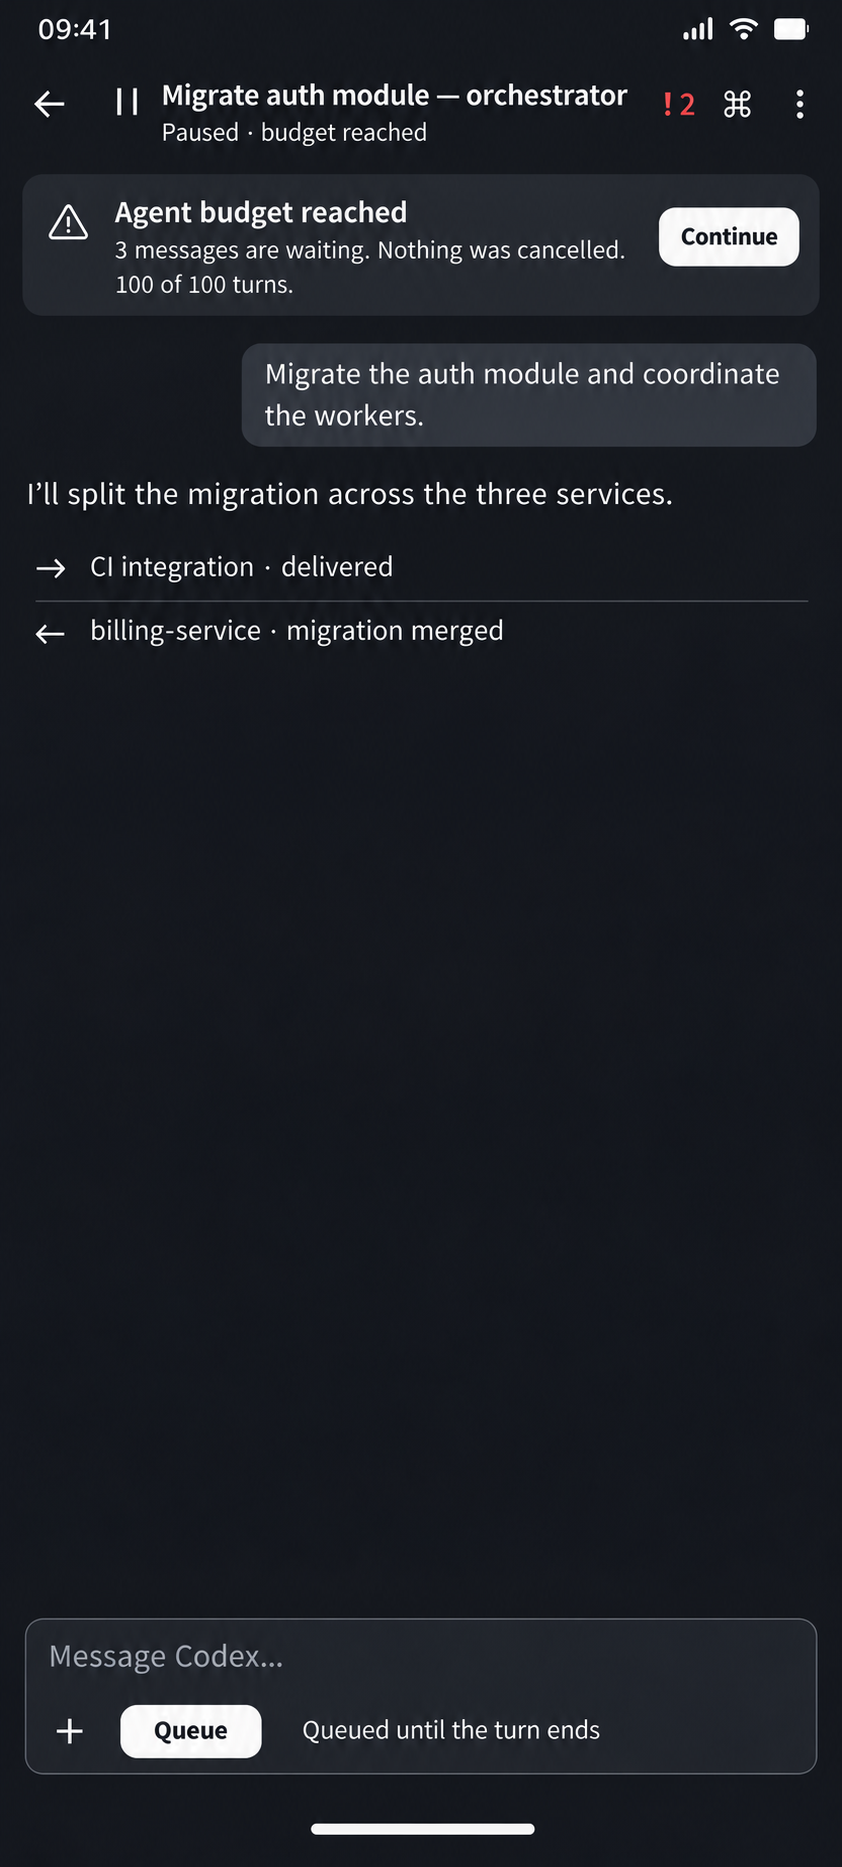 09:41
Migrate auth module — orchestrator
! 2
Paused · budget reached
Agent budget reached
3 messages are waiting. Nothing was cancelled.
100 of 100 turns.
Continue
Migrate the auth module and coordinate
the workers.
I’ll split the migration across the three services.
→ CI integration · delivered
← billing-service · migration merged
Message Codex...
+ Queue
Queued until the turn ends